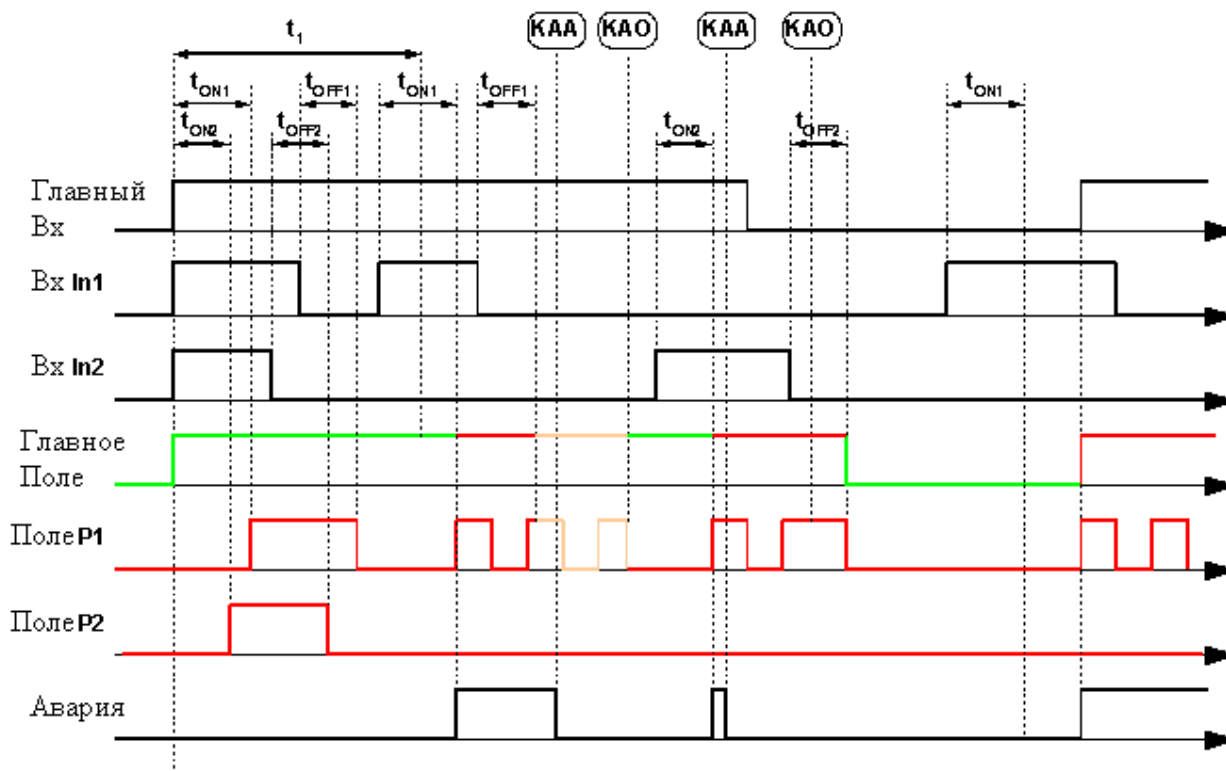 t1 KAA KAO KAA KAO
tON1 tOFF1 tON1 tOFF1 tON1
tON2 tOFF2 tON2 tOFF2
Главный
Вх
Вх In1
Вх In2
Главное
Поле
Поле P1
Поле P2
Авария